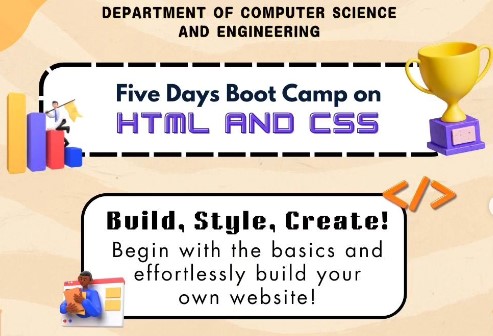 DEPARTMENT OF COMPUTER SCIENCE
AND ENGINEERING
Five Days Boot Camp on
HTML AND CSS
</>
Build, Style, Create!
Begin with the basics and
effortlessly build your
own website!